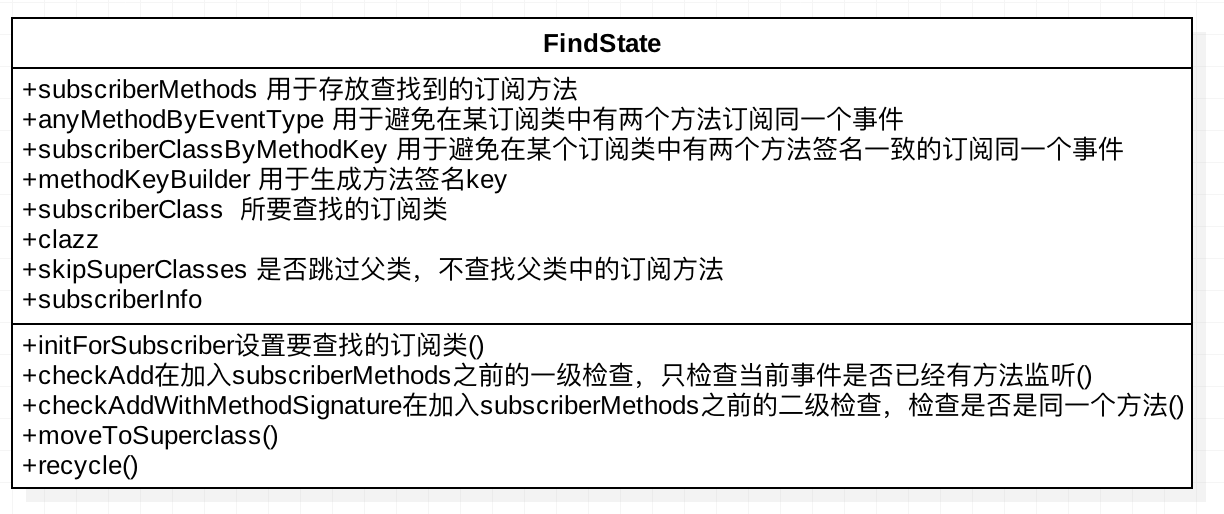 FindState
+subscriberMethods 用于存放查找到的订阅方法
+anyMethodByEventType 用于避免在某订阅类中有两个方法订阅同一个事件
+subscriberClassByMethodKey 用于避免在某个订阅类中有两个方法签名一致的订阅同一个事件
+methodKeyBuilder 用于生成方法签名key
+subscriberClass  所要查找的订阅类
+clazz
+skipSuperClasses 是否跳过父类，不查找父类中的订阅方法
+subscriberInfo
+initForSubscriber设置要查找的订阅类()
+checkAdd在加入subscriberMethods之前的一级检查，只检查当前事件是否已经有方法监听()
+checkAddWithMethodSignature在加入subscriberMethods之前的二级检查，检查是否是同一个方法()
+moveToSuperclass()
+recycle()